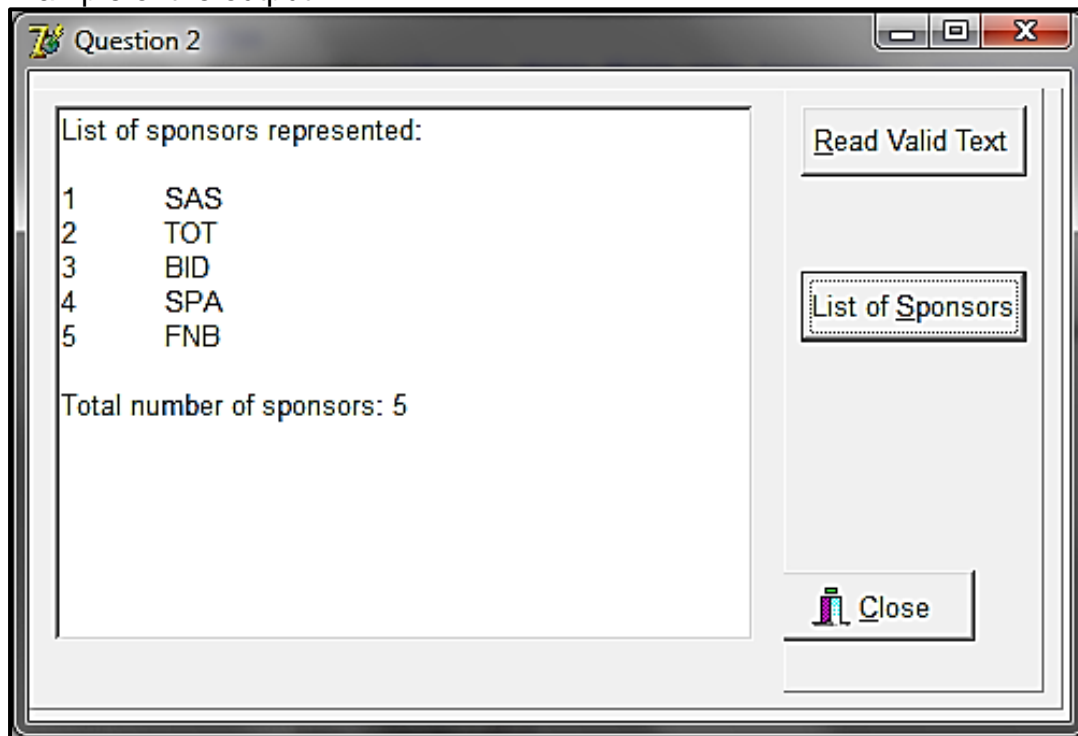 Question 2
List of sponsors represented:
1 SAS
2 TOT
3 BID
4 SPA
5 FNB
Total number of sponsors: 5
Read Valid Text
List of Sponsors
Close